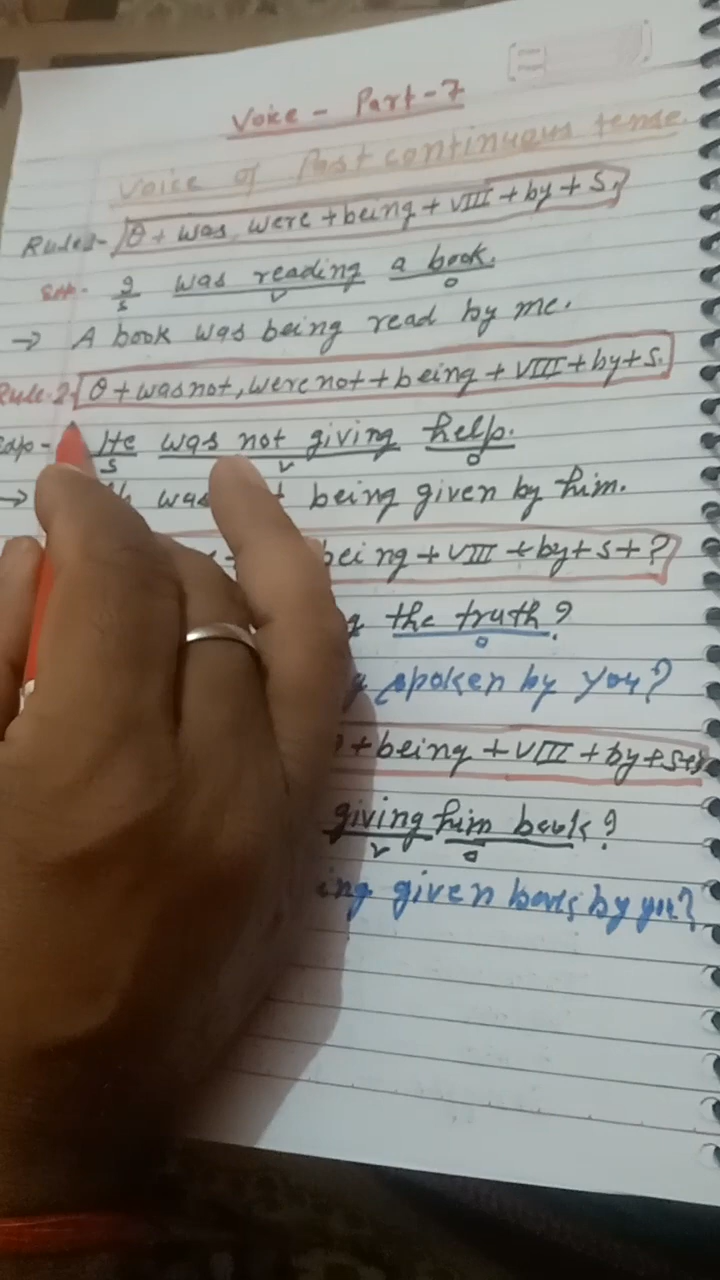 Voice - Part-7
Voice of Past continuous tense.
Rule1- O + was, were + being + VIII + by + S.
I was reading a book.
S V O
→ A book was being read by me.
Rule-2 O + was not, were not + being + VIII + by + S.
He was not giving help.
S V O
→ was being given by him.
being + VIII + by + S + ?
the truth?
O
spoken by you?
+ being + VIII + by + S +
giving him book?
V O
given by you?